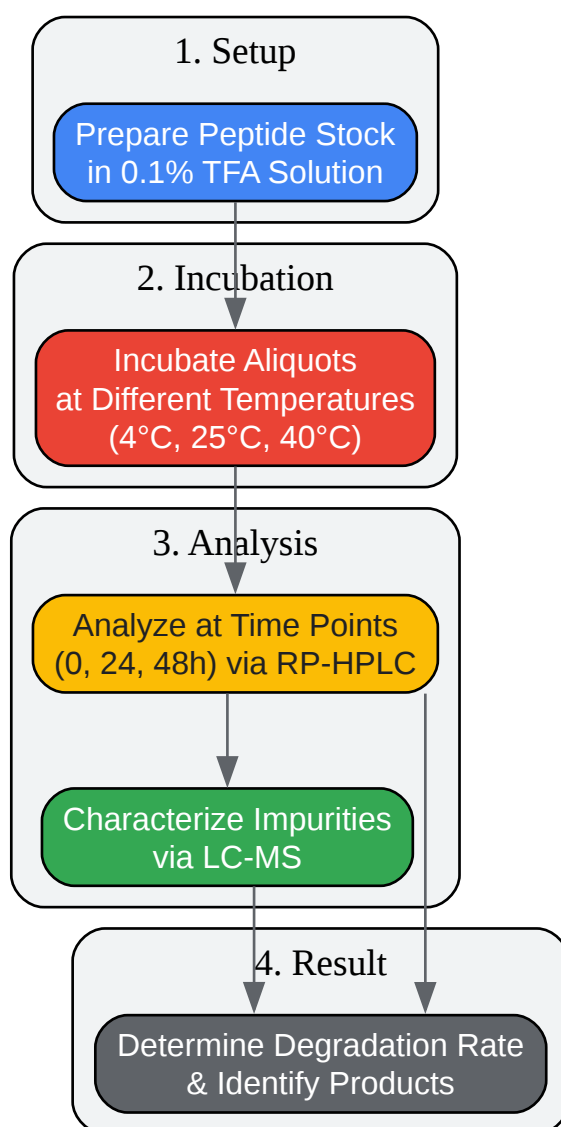 1. Setup
Prepare Peptide Stock
in 0.1% TFA Solution
2. Incubation
Incubate Aliquots
at Different Temperatures
(4°C, 25°C, 40°C)
3. Analysis
Analyze at Time Points
(0, 24, 48h) via RP-HPLC
Characterize Impurities
via LC-MS
4. Result
Determine Degradation Rate
& Identify Products